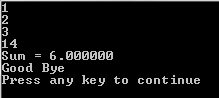 1
2
3
14
Sum = 6.000000
Good Bye
Press any key to continue